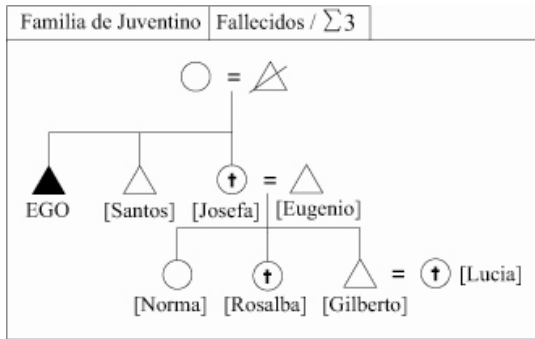 Familia de Juventino Fallecidos / ∑3
=
=
EGO [Santos] [Josefa] [Eugenio]
=
[Lucia]
[Norma] [Rosalba] [Gilberto]